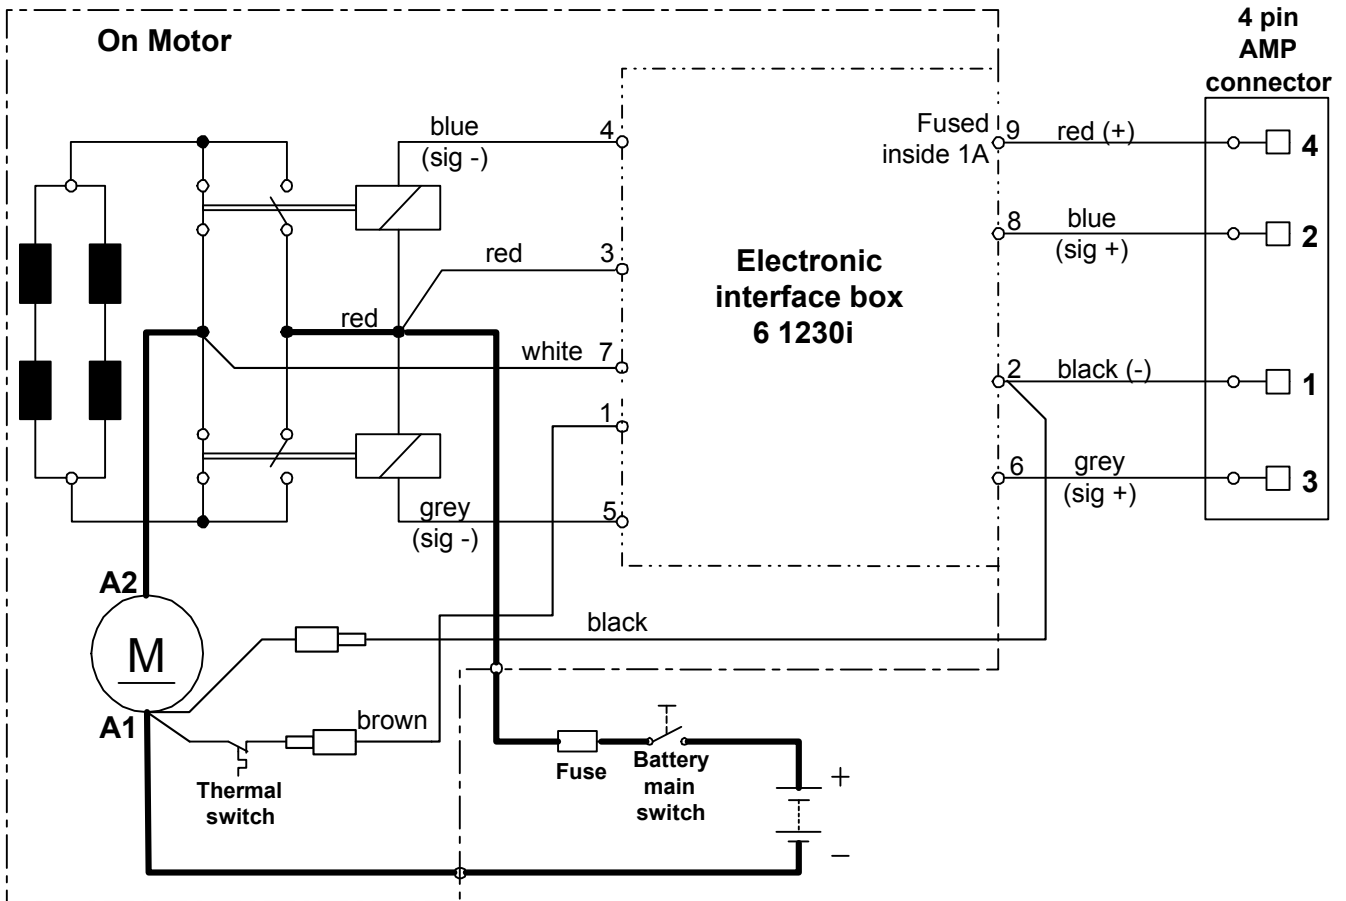 On Motor
4 pin
AMP
connector
blue
(sig -)
4
Fused
inside 1A
9
red (+)
4
8
blue
(sig +)
2
red
3
Electronic
interface box
6 1230i
red
white
7
2
black (-)
1
1
6
grey
(sig +)
3
grey
(sig -)
5
A2
M
A1
black
brown
Thermal
switch
Fuse
Battery
main
switch
+
−